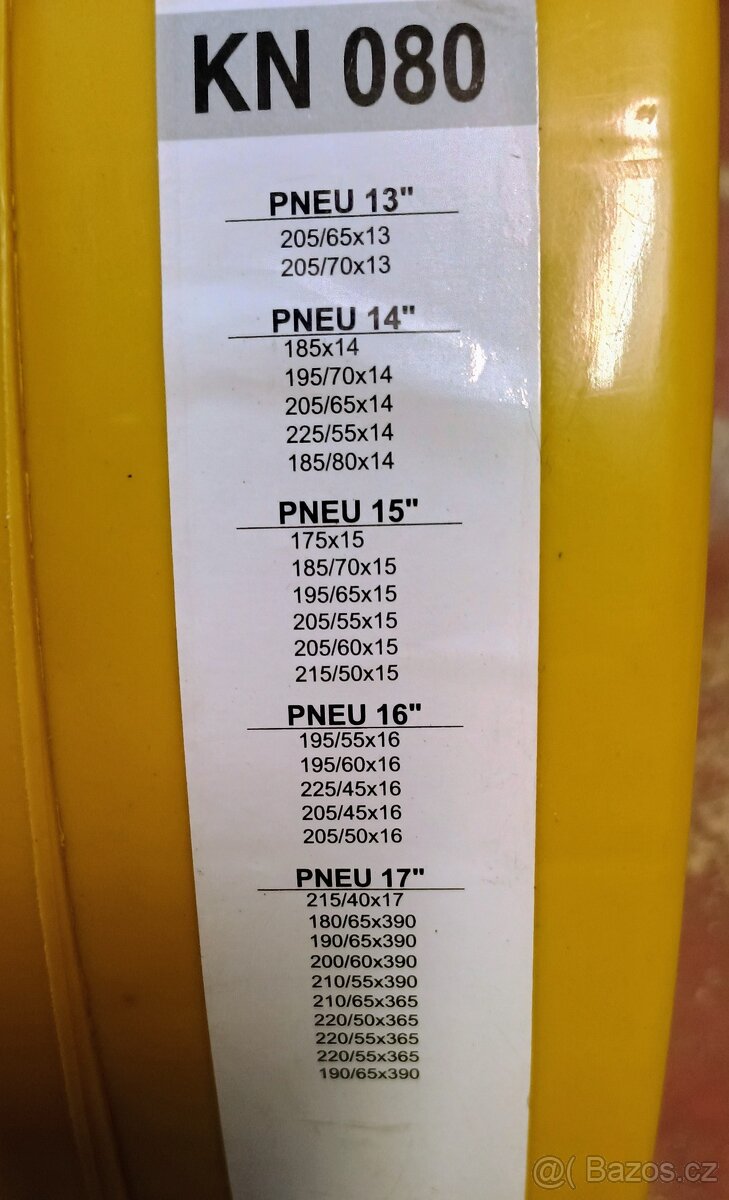 KN 080
PNEU 13"
205/65x13
205/70x13
PNEU 14"
185x14
195/70x14
205/65x14
225/55x14
185/80x14
PNEU 15"
175x15
185/70x15
195/65x15
205/55x15
205/60x15
215/50x15
PNEU 16"
195/55x16
195/60x16
225/45x16
205/45x16
205/50x16
PNEU 17"
215/40x17
180/65x390
190/65x390
200/60x390
210/55x390
210/65x365
220/50x365
220/55x365
220/55x365
190/65x390
@( Bazos.cz